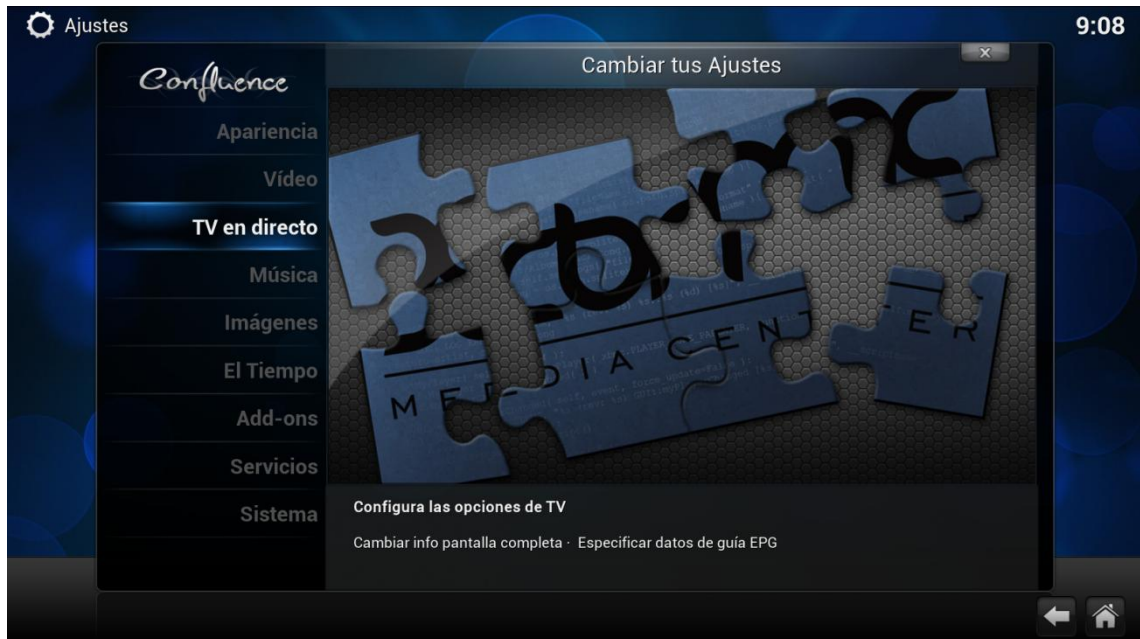 Ajustes
9:08
Confluence
Cambiar tus Ajustes
Apariencia
Vídeo
TV en directo
Música
Imágenes
El Tiempo
Add-ons
Servicios
Sistema
MEDIA CENTER
Configura las opciones de TV
Cambiar info pantalla completa · Especificar datos de guía EPG